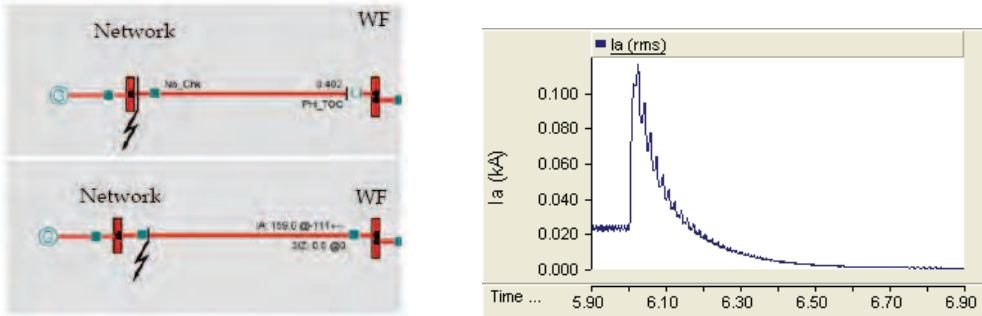 Network
WF
No_Chk
0.402
PH_TOC
Network
WF
IA: 159.0 @-111
3IZ: 0.0 @0
Ia (rms)
Ia (kA)
0.100
0.080
0.060
0.040
0.020
0.000
Time ...
5.90
6.10
6.30
6.50
6.70
6.90